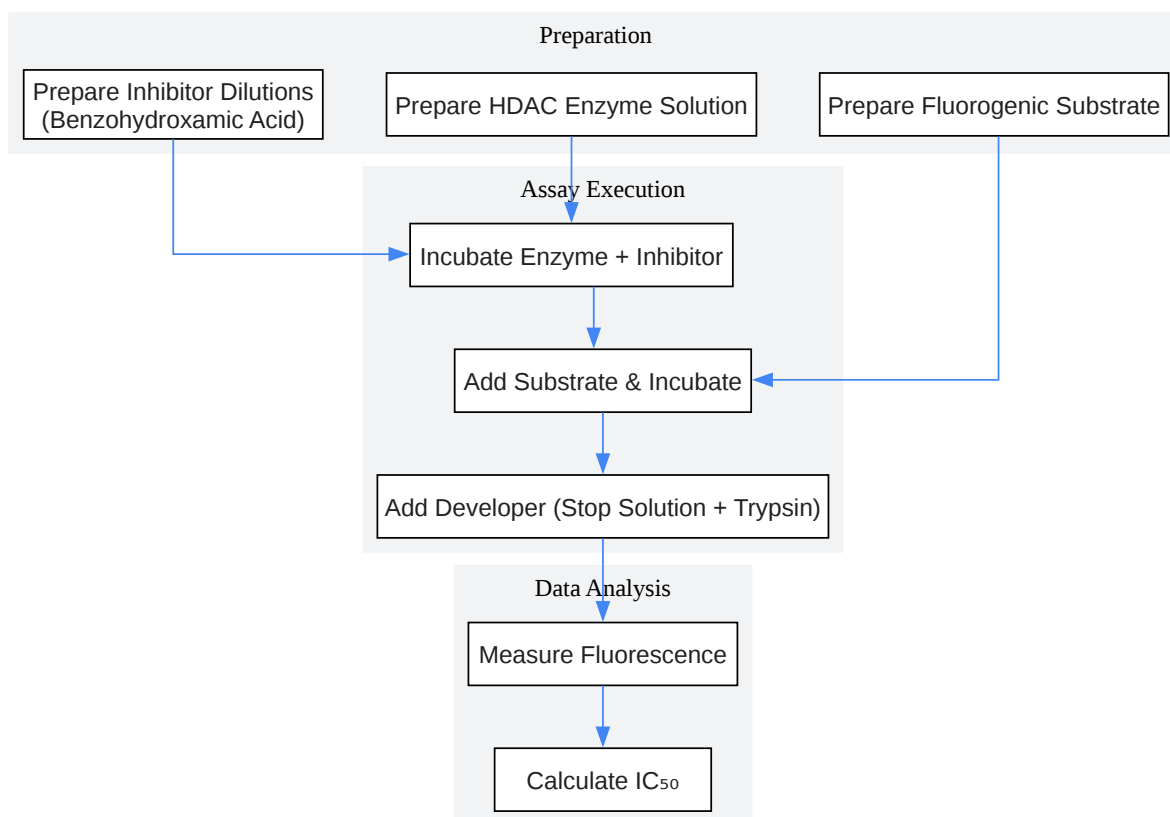 Preparation
Prepare Inhibitor Dilutions
(Benzohydroxamic Acid)
Prepare HDAC Enzyme Solution
Prepare Fluorogenic Substrate
Assay Execution
Incubate Enzyme + Inhibitor
Add Substrate & Incubate
Add Developer (Stop Solution + Trypsin)
Data Analysis
Measure Fluorescence
Calculate IC₅₀